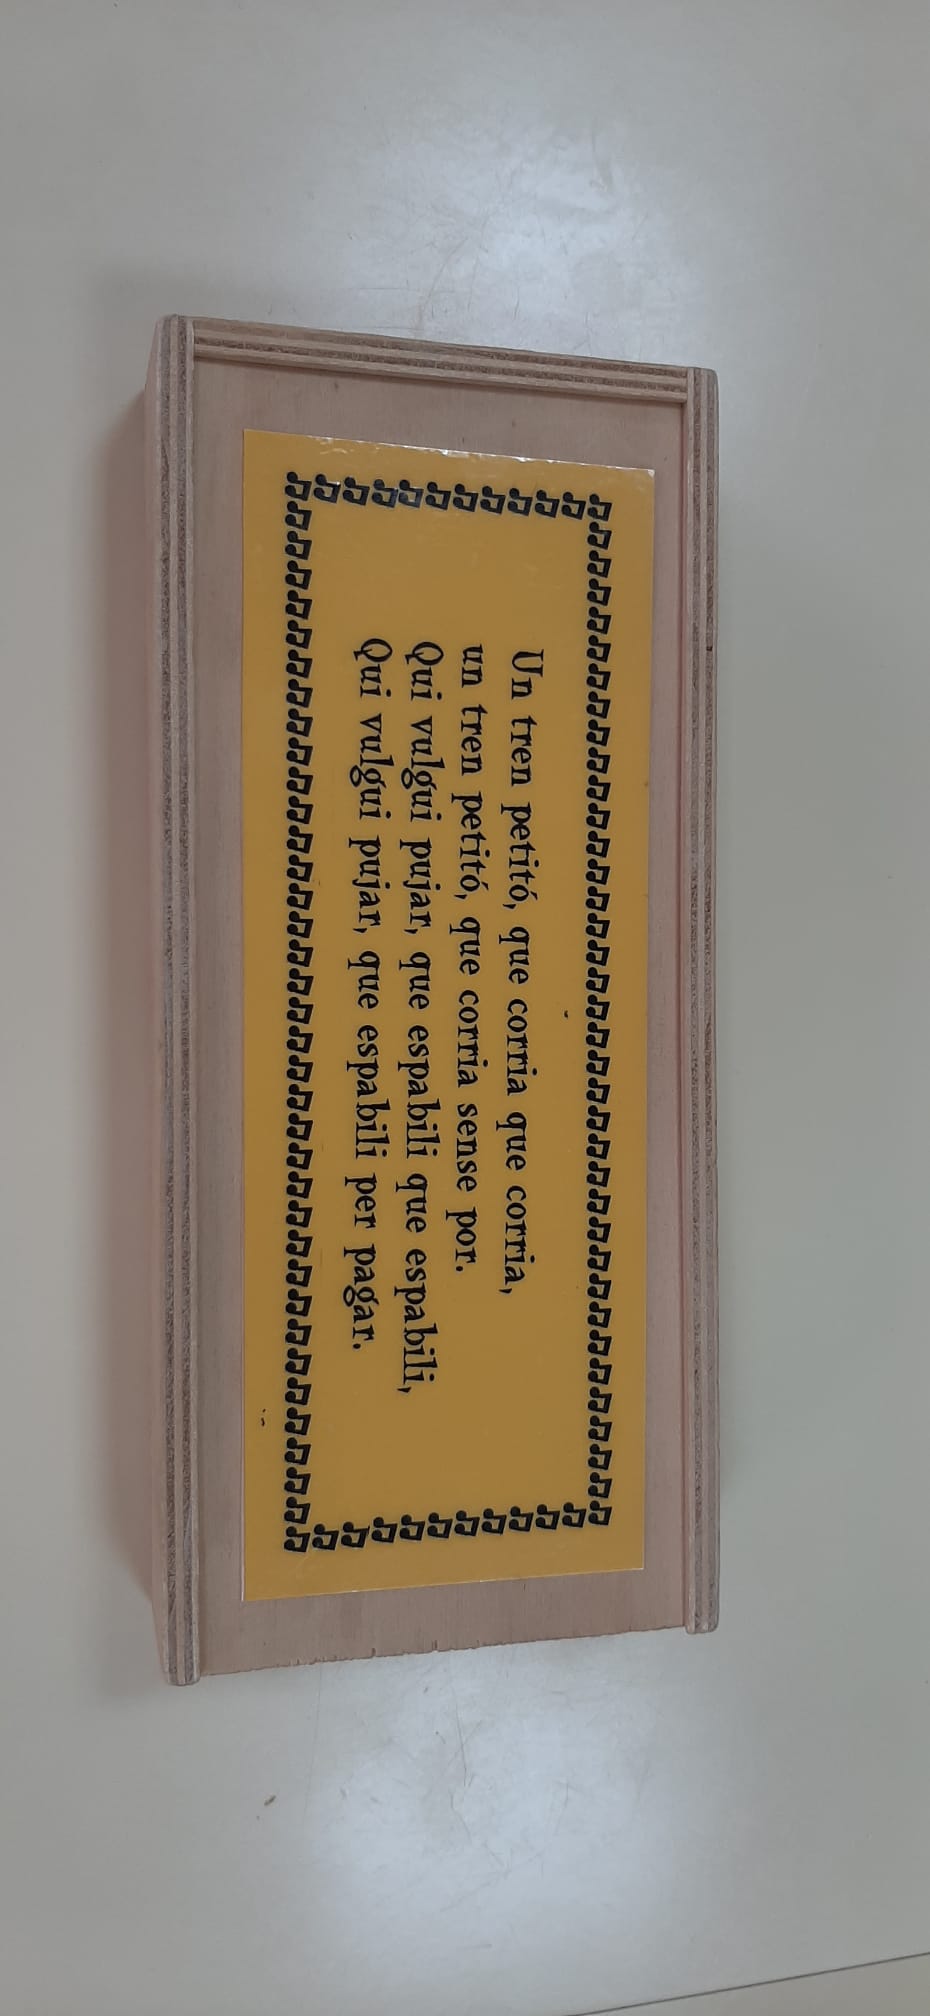 Un tren petitó, que corria que corria,
un tren petitó, que corria sense por.
Qui vulgui pujar, que espabili que espabili,
Qui vulgui pujar, que espabili per pagar.